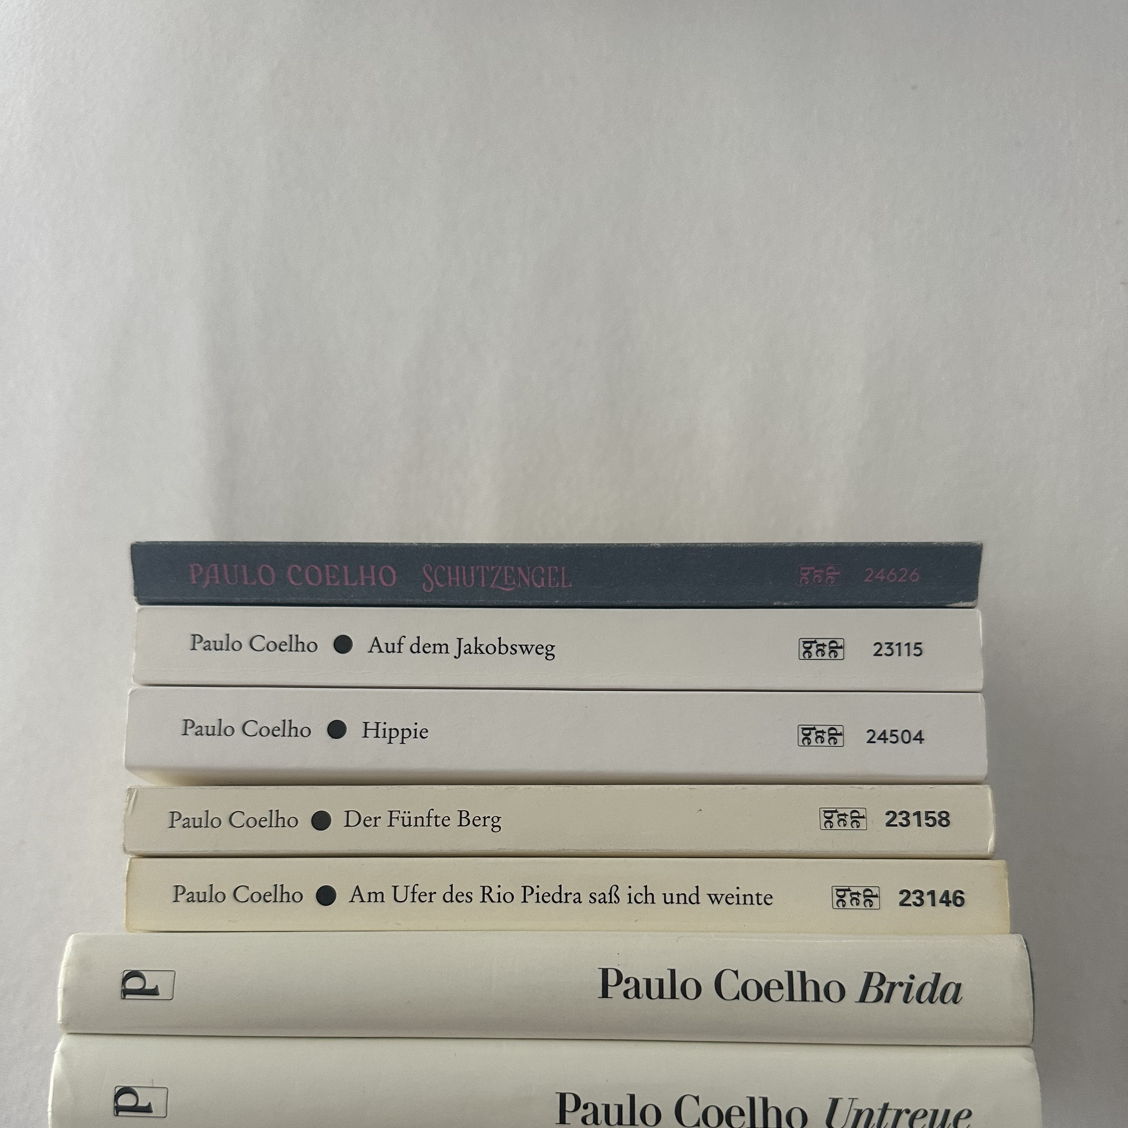 PAULO COELHO SCHUTZENGEL 24626
Paulo Coelho ● Auf dem Jakobsweg 23115
Paulo Coelho ● Hippie 24504
Paulo Coelho ● Der Fünfte Berg 23158
Paulo Coelho ● Am Ufer des Rio Piedra saß ich und weinte 23146
Paulo Coelho Brida
Paulo Coelho Untreue